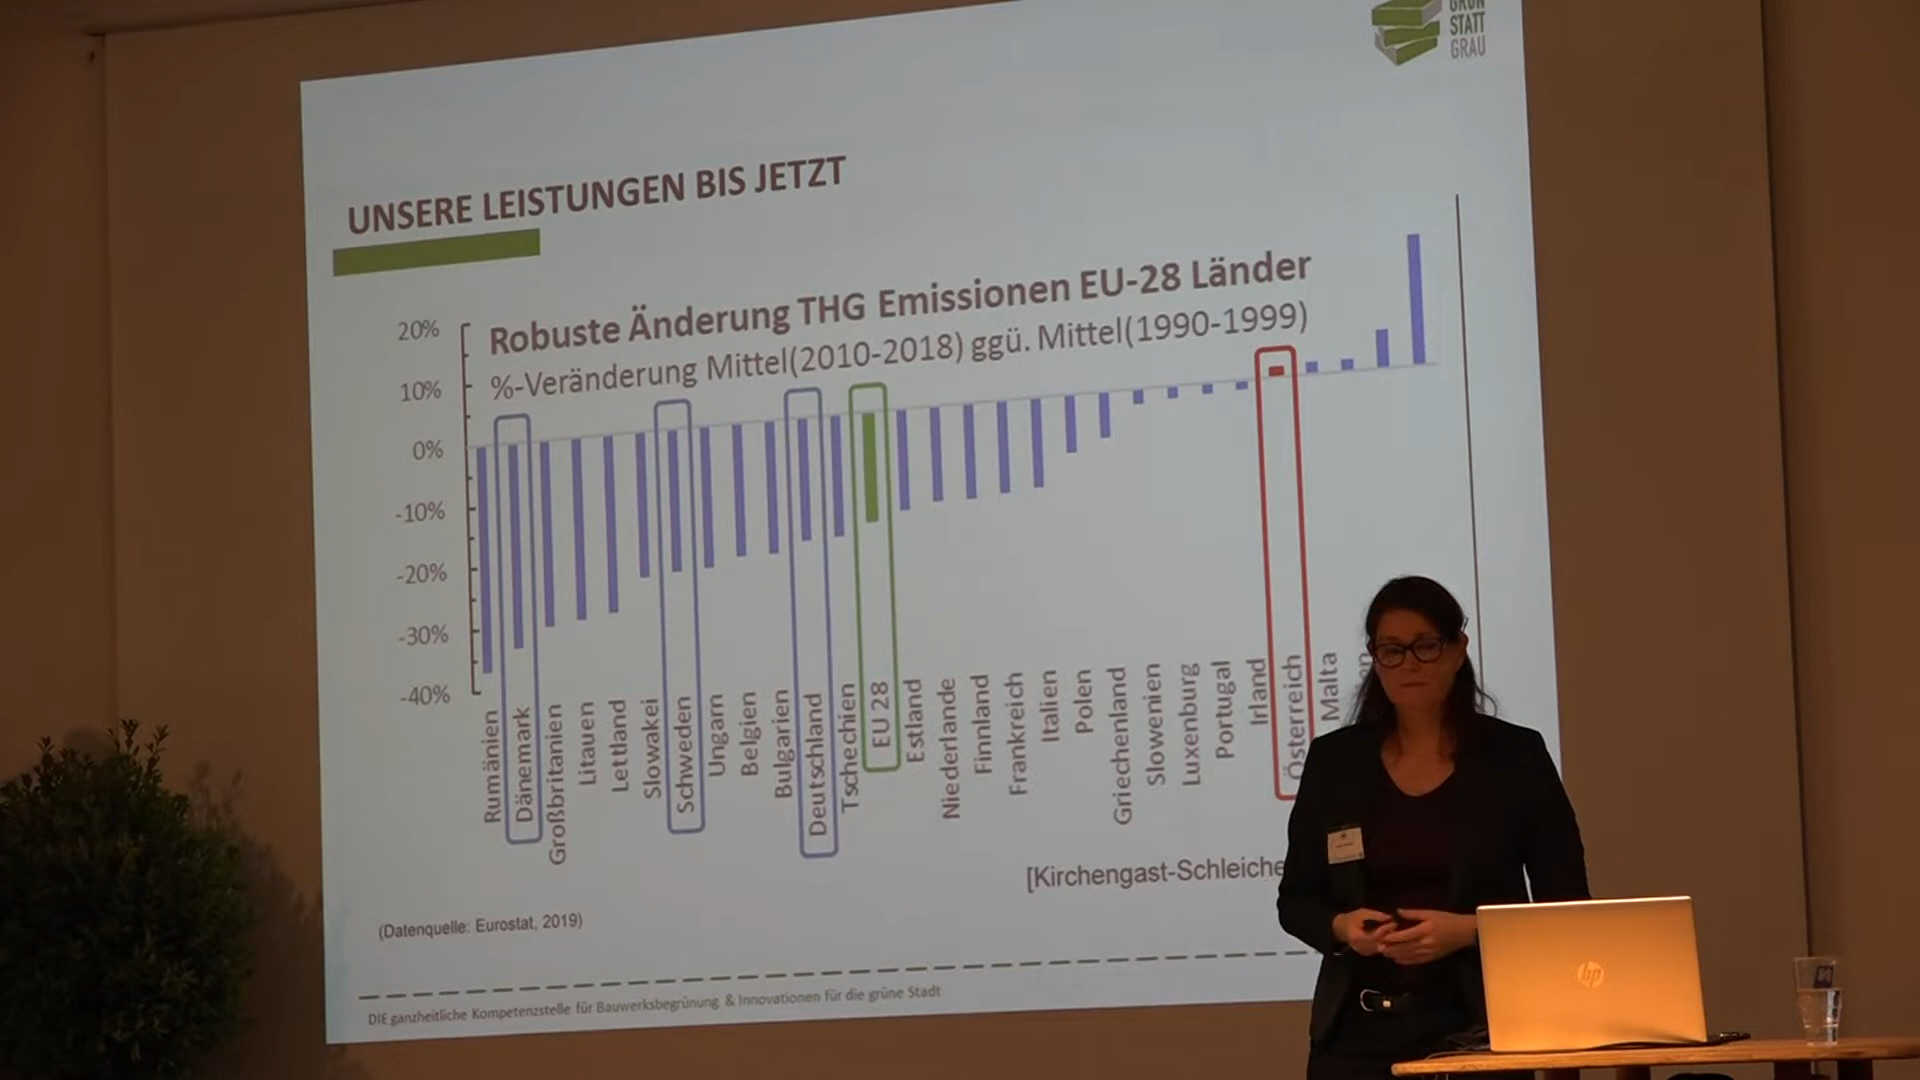 GRÜN
STATT
GRAU
UNSERE LEISTUNGEN BIS JETZT
Robuste Änderung THG Emissionen EU-28 Länder
%-Veränderung Mittel(2010-2018) ggü. Mittel(1990-1999)
20%
10%
0%
-10%
-20%
-30%
-40%
Rumänien
Dänemark
Großbritanien
Litauen
Lettland
Slowakei
Schweden
Ungarn
Belgien
Bulgarien
Deutschland
Tschechien
EU 28
Estland
Niederlande
Finnland
Frankreich
Italien
Polen
Griechenland
Slowenien
Luxenburg
Portugal
Irland
Österreich
Malta
[Kirchengast-Schleiche
(Datenquelle: Eurostat, 2019)
DIE ganzheitliche Kompetenzstelle für Bauwerksbegrünung & Innovationen für die grüne Stadt
hp